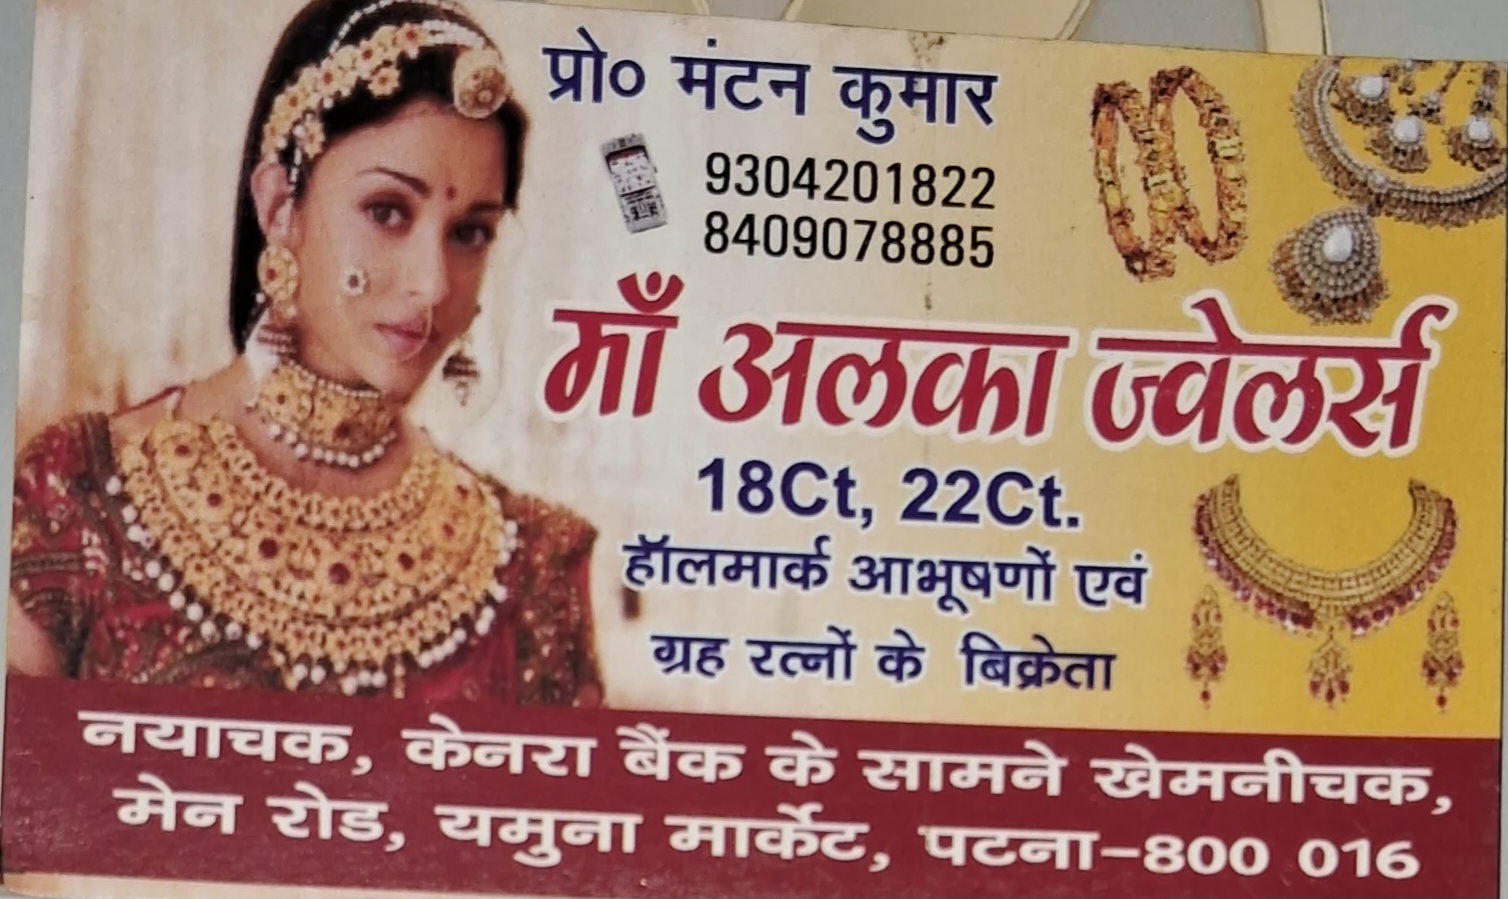 प्रो० मंटन कुमार
9304201822
8409078885
माँ अलका ज्वेलर्स
18Ct, 22Ct.
हॉलमार्क आभूषणों एवं
ग्रह रत्नों के बिक्रेता
नयाचक, केनरा बैंक के सामने खेमनीचक,
मेन रोड, यमुना मार्केट, पटना-800 016